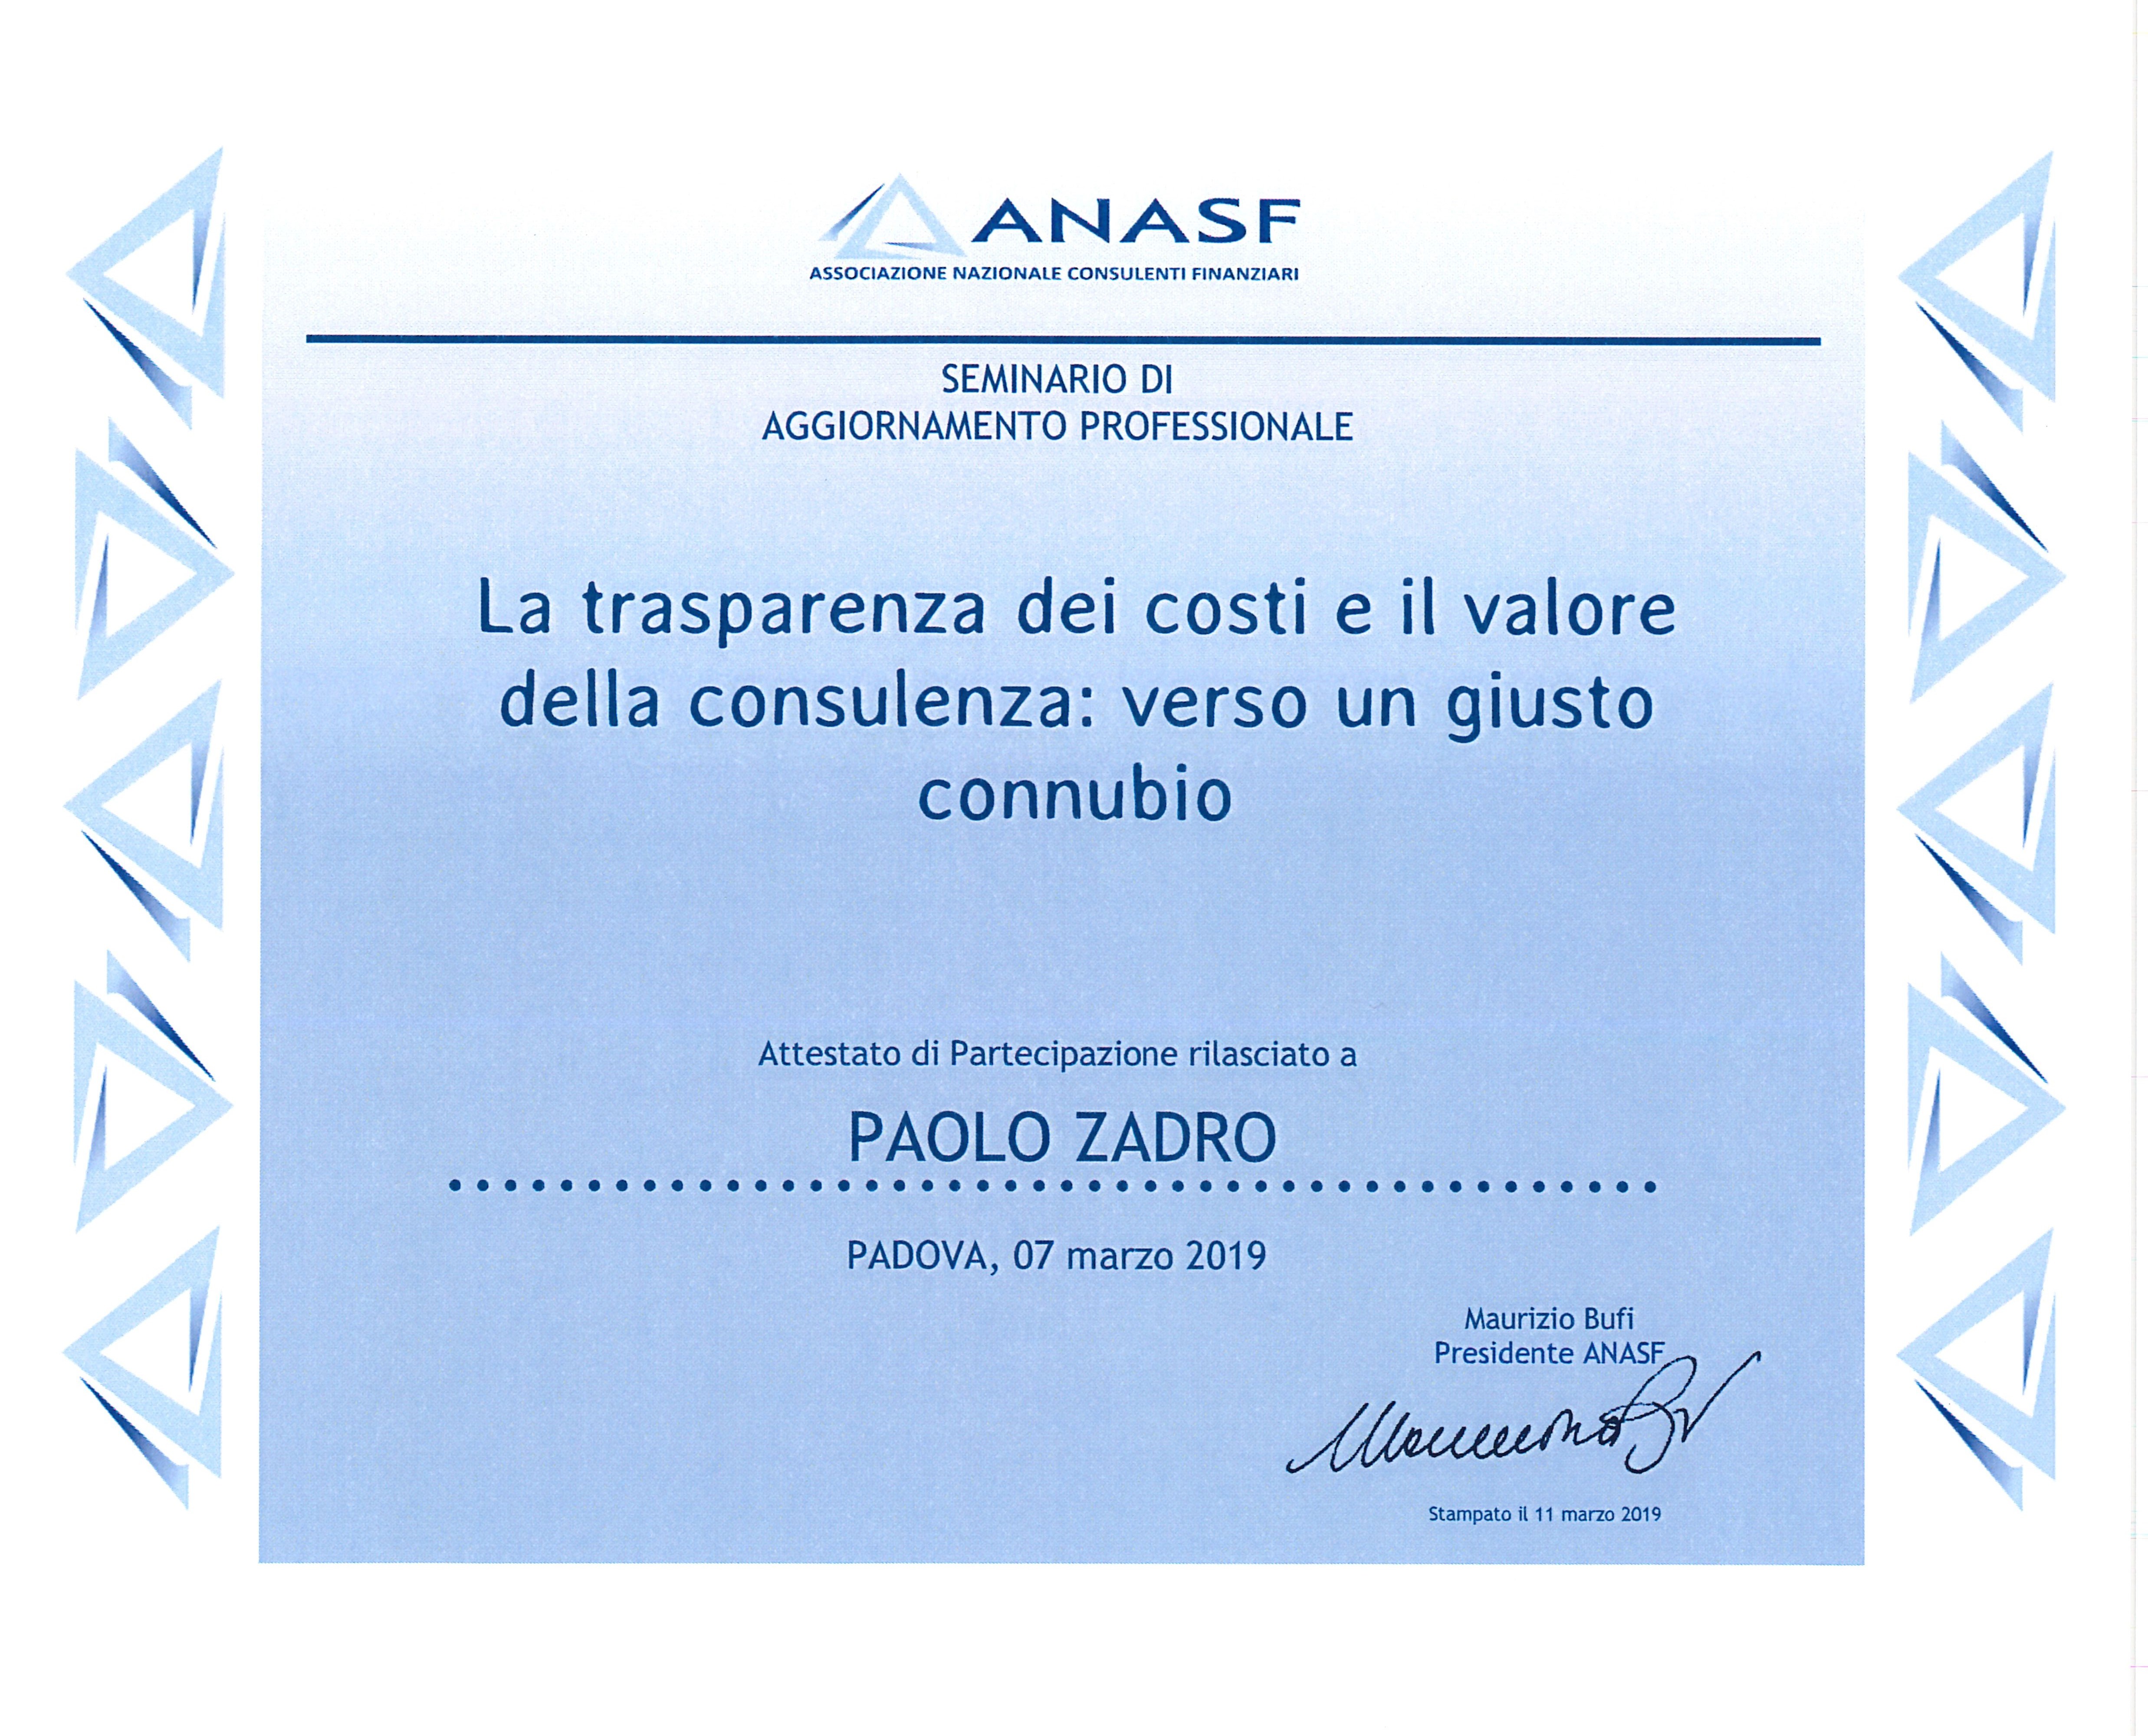 ANASF
ASSOCIAZIONE NAZIONALE CONSULENTI FINANZIARI
SEMINARIO DI
AGGIORNAMENTO PROFESSIONALE
La trasparenza dei costi e il valore
della consulenza: verso un giusto
connubio
Attestato di Partecipazione rilasciato a
PAOLO ZADRO
PADOVA, 07 marzo 2019
Maurizio Bufi
Presidente ANASF
Stampato il 11 marzo 2019